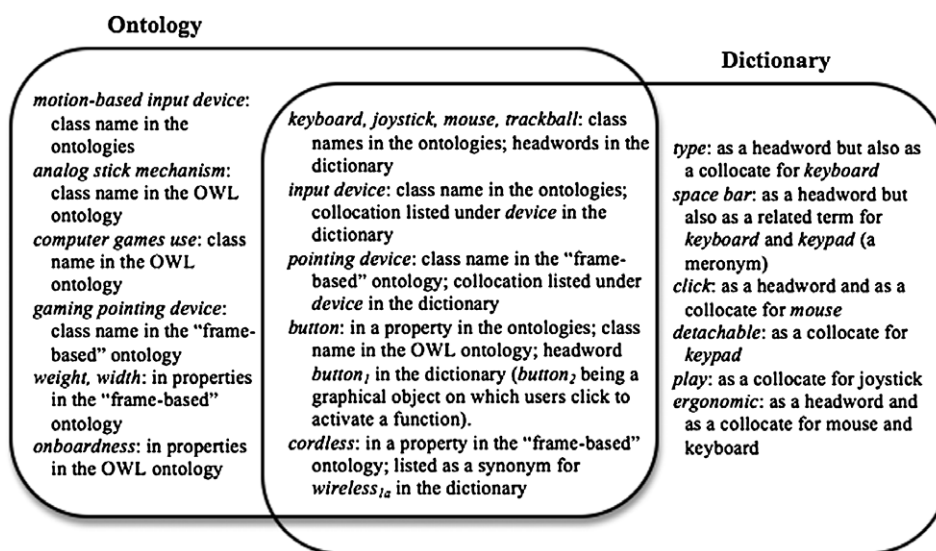 Ontology
motion-based input device:
class name in the
ontologies
analog stick mechanism:
class name in the OWL
ontology
computer games use: class
name in the OWL
ontology
gaming pointing device:
class name in the “frame-
based” ontology
weight, width: in properties
in the “frame-based”
ontology
onboardness: in properties
in the OWL ontology
keyboard, joystick, mouse, trackball: class
names in the ontologies; headwords in the
dictionary
input device: class name in the ontologies;
collocation listed under device in the
dictionary
pointing device: class name in the “frame-
based” ontology; collocation listed under
device in the dictionary
button: in a property in the ontologies; class
name in the OWL ontology; headword
button1 in the dictionary (button2 being a
graphical object on which users click to
activate a function).
cordless: in a property in the “frame-based”
ontology; listed as a synonym for
wireless1a in the dictionary
Dictionary
type: as a headword but also as
a collocate for keyboard
space bar: as a headword but
also as a related term for
keyboard and keypad (a
meronym)
click: as a headword and as a
collocate for mouse
detachable: as a collocate for
keypad
play: as a collocate for joystick
ergonomic: as a headword and
as a collocate for mouse and
keyboard